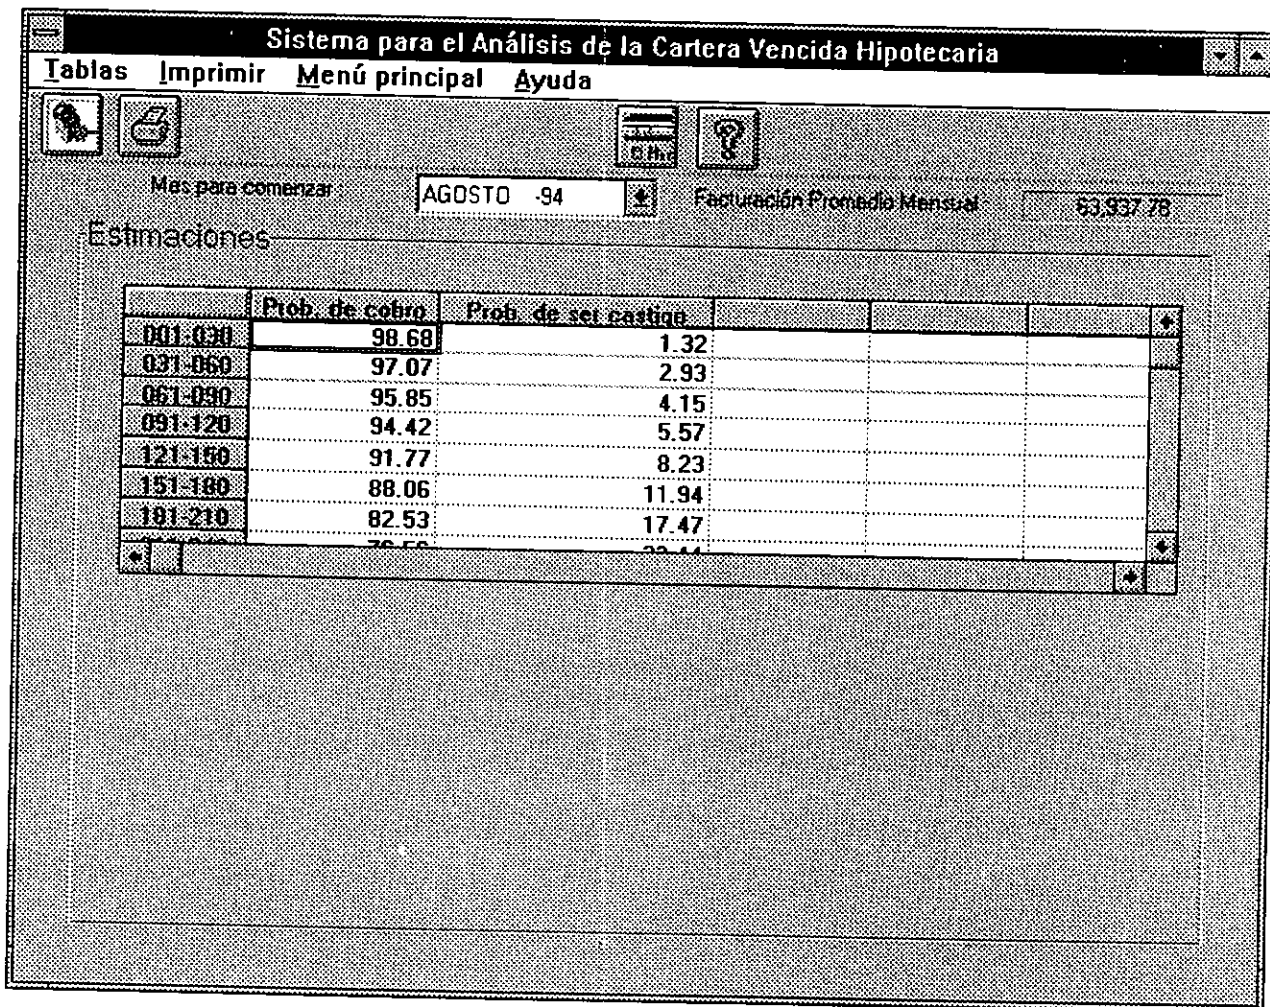 Sistema para el Análisis de la Cartera Vencida Hipotecaria
Tablas Imprimir Menú principal Ayuda
Mes para comenzar : AGOSTO -94 Facturación Promedio Mensual : 63,937.78
Estimaciones
Prob. de cobro Prob. de ser castigo
001-030 98.68 1.32
031-060 97.07 2.93
061-090 95.85 4.15
091-120 94.42 5.57
121-150 91.77 8.23
151-180 88.06 11.94
181-210 82.53 17.47